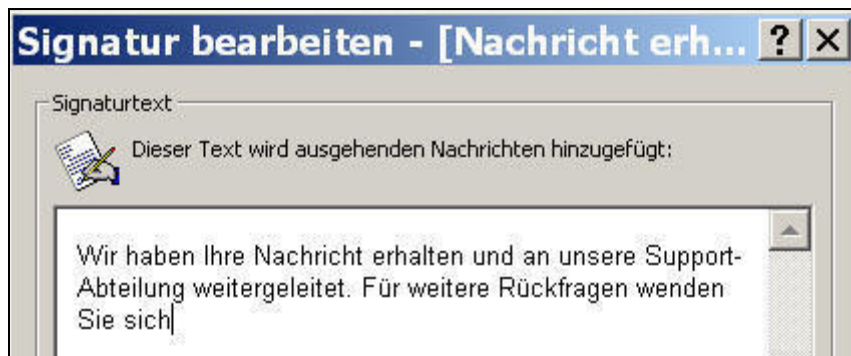 Signatur bearbeiten - [Nachricht erh...
Signaturtext
Dieser Text wird ausgehenden Nachrichten hinzugefügt:
Wir haben Ihre Nachricht erhalten und an unsere Support-
Abteilung weitergeleitet. Für weitere Rückfragen wenden
Sie sich